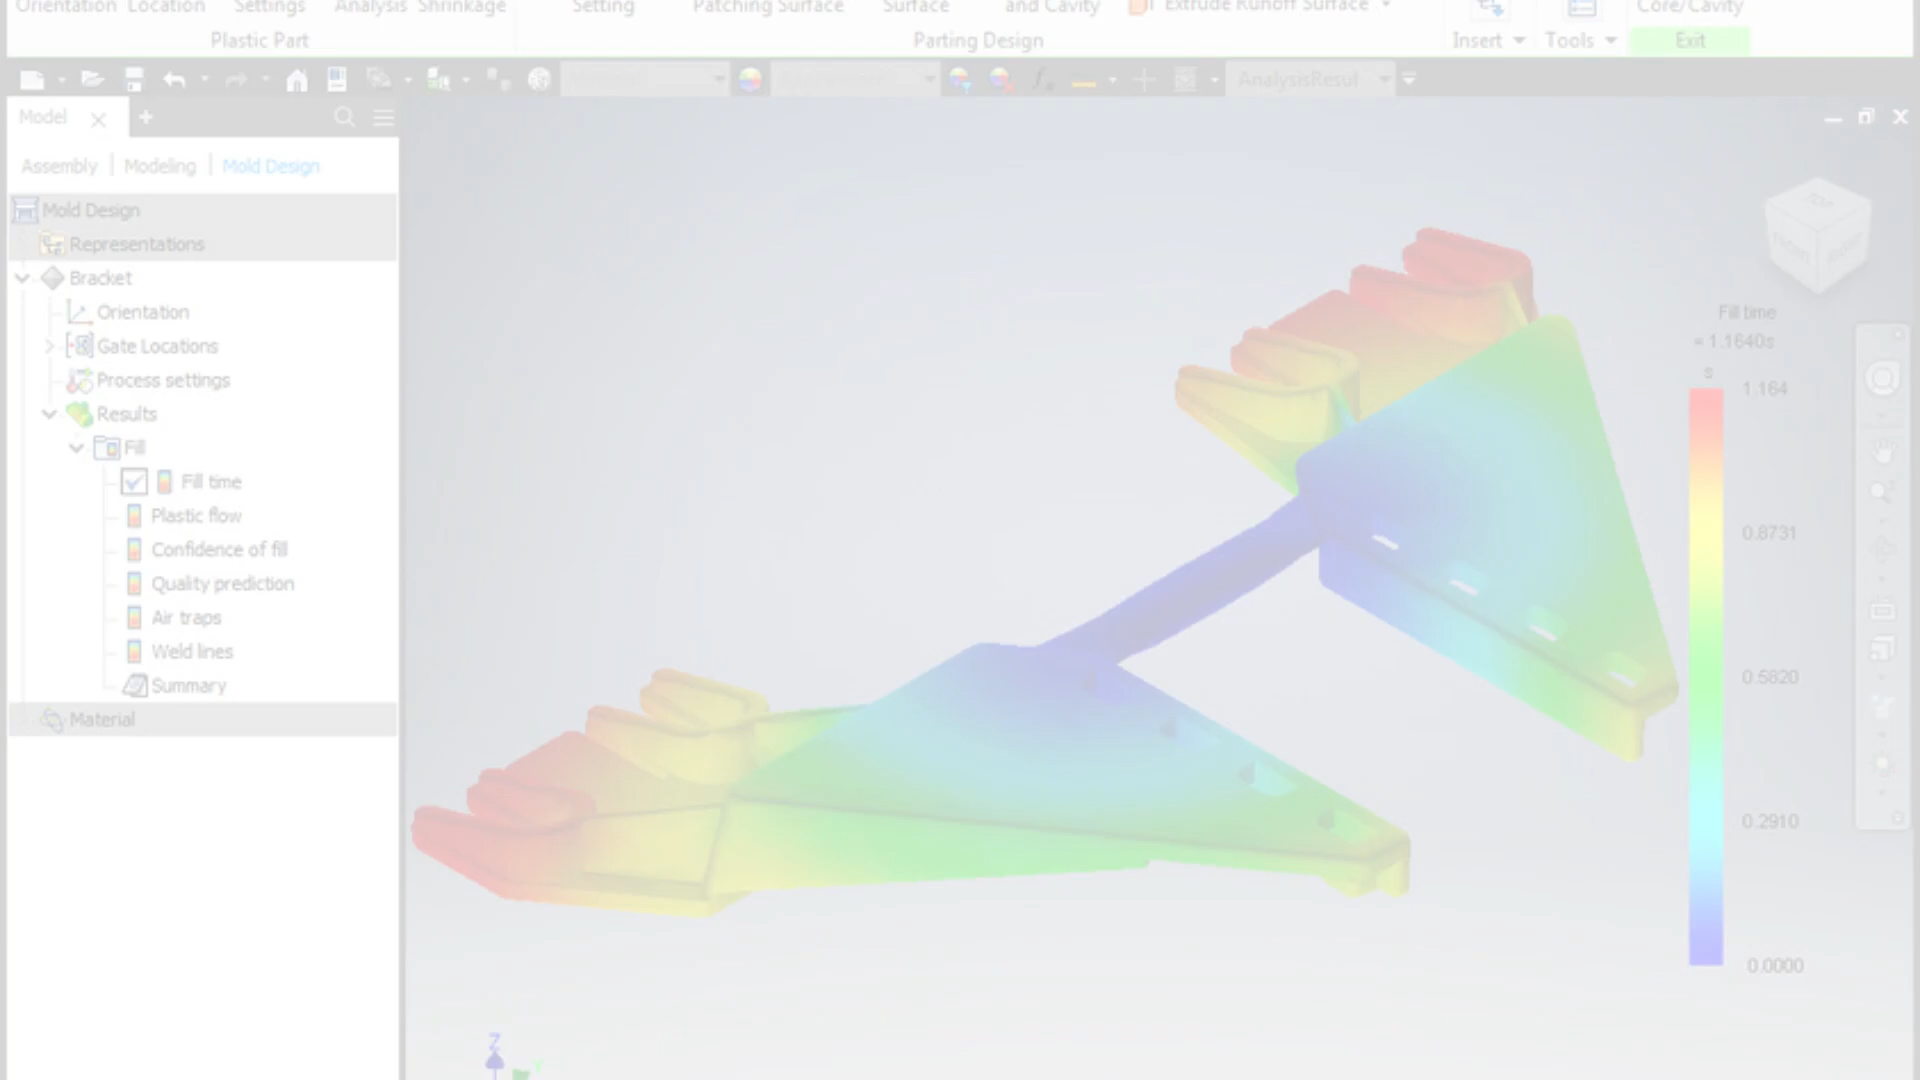 Orientation Location Settings Analysis Shrinkage Setting Patching Surface Surface and Cavity Extrude Runoff Surface Core/Cavity
Plastic Part Parting Design Insert Tools Exit
AnalysisResul
Model
Assembly | Modeling | Mold Design
Mold Design
Representations
Bracket
Orientation
Gate Locations
Process settings
Results
Fill
Fill time
Plastic flow
Confidence of fill
Quality prediction
Air traps
Weld lines
Summary
Material
TOP
FRONT RIGHT
Fill time
= 1.1640s
s
1.164
0.8731
0.5820
0.2910
0.0000
Z
Y